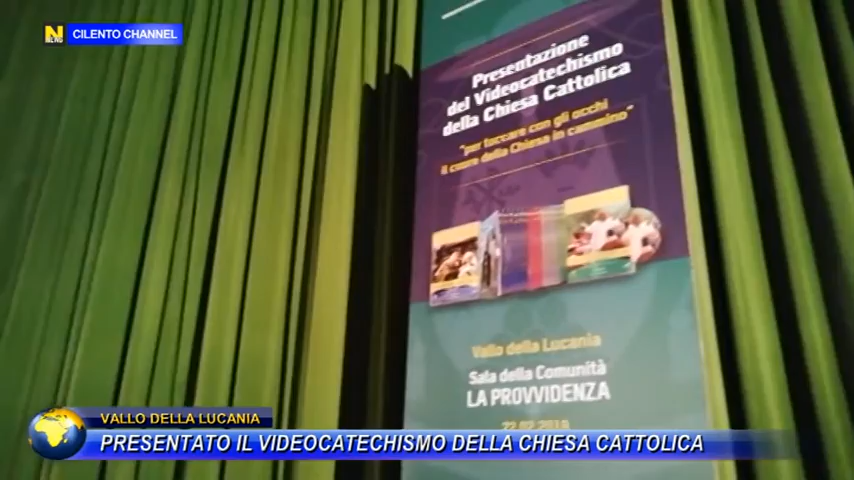 CILENTO CHANNEL
Presentazione
del Videocatechismo
della Chiesa Cattolica
"per toccare con gli occhi
il cuore della Chiesa in cammino"
Vallo della Lucania
Sala della Comunità
LA PROVVIDENZA
VALLO DELLA LUCANIA
PRESENTATO IL VIDEOCATECHISMO DELLA CHIESA CATTOLICA